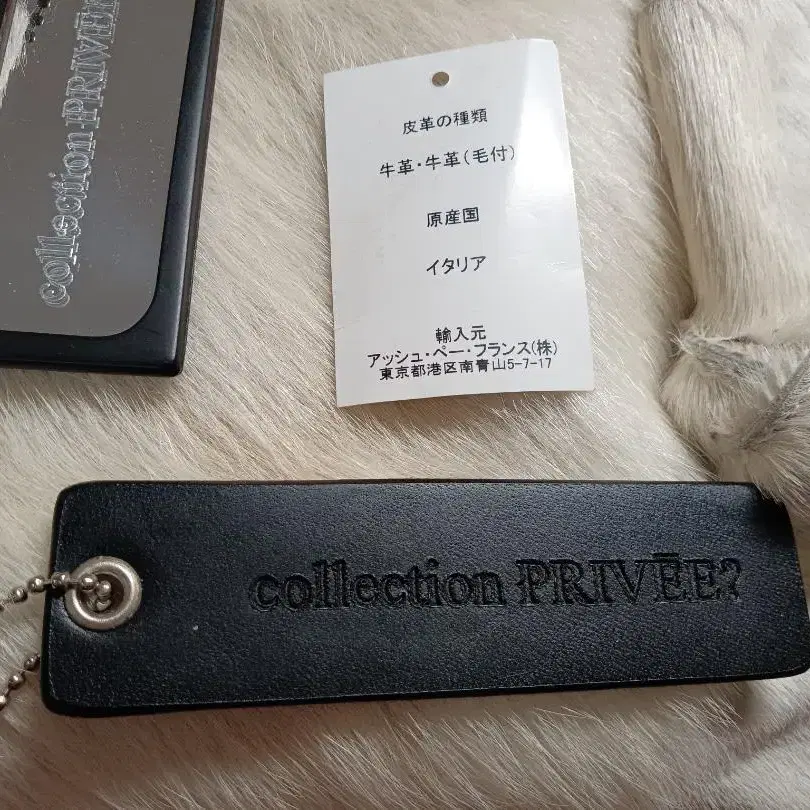 collection PRIVĒE
皮革の種類
牛革・牛革(毛付)
原産国
イタリア
輸入元
アッシュ・ペー・フランス(株)
東京都港区南青山5-7-17
collection PRIVĒE?